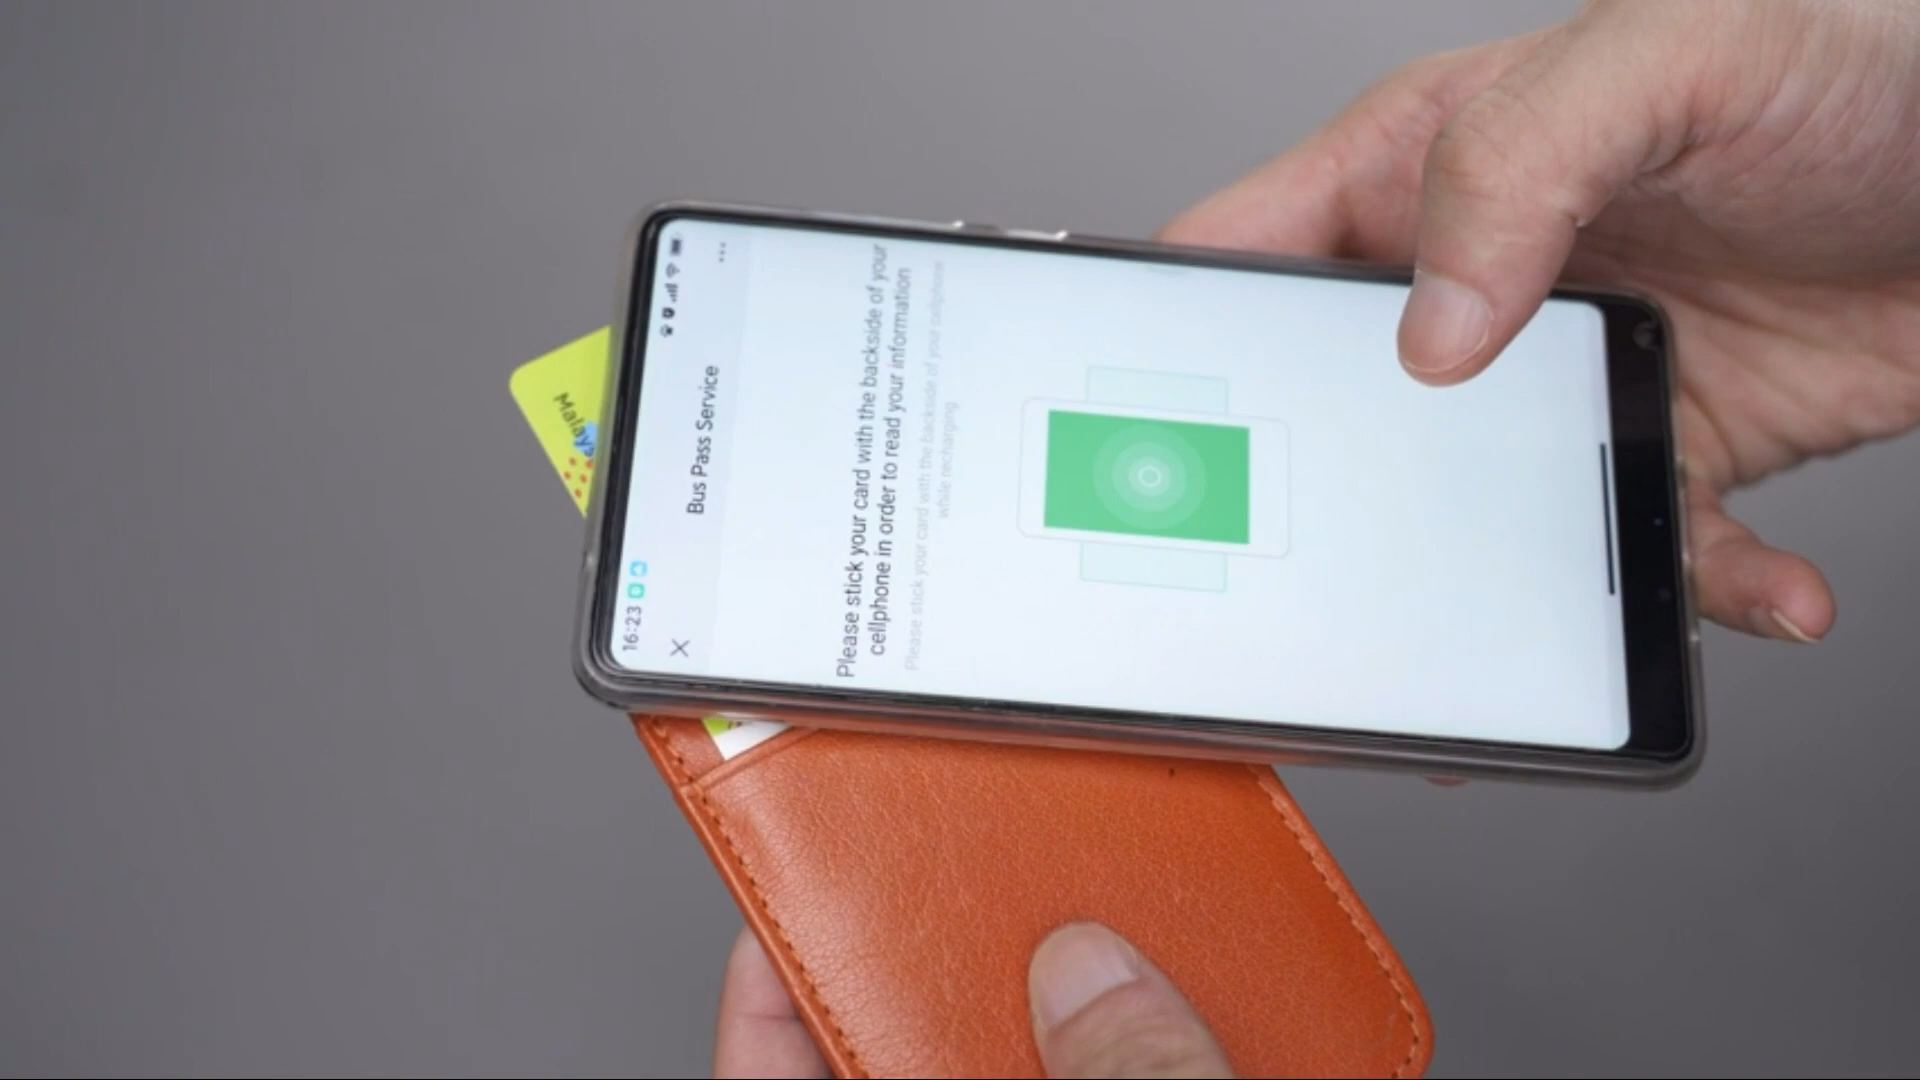 16:23
Bus Pass Service
Please stick your card with the backside of your
cellphone in order to read your information
Please stick your card with the backside of your cellphone
while recharging
Malay